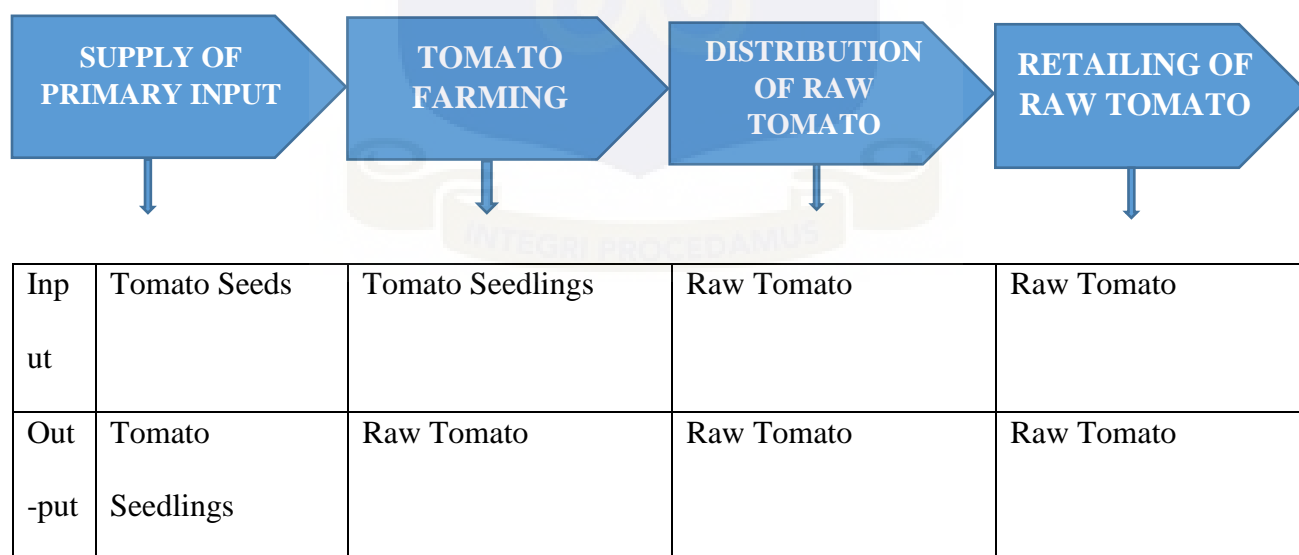 SUPPLY OF
PRIMARY INPUT
TOMATO
FARMING
DISTRIBUTION
OF RAW
TOMATO
RETAILING OF
RAW TOMATO
INTEGRI PROCEDAMUS
Inp
ut
Tomato Seeds
Tomato Seedlings
Raw Tomato
Raw Tomato
Out
-put
Tomato
Seedlings
Raw Tomato
Raw Tomato
Raw Tomato